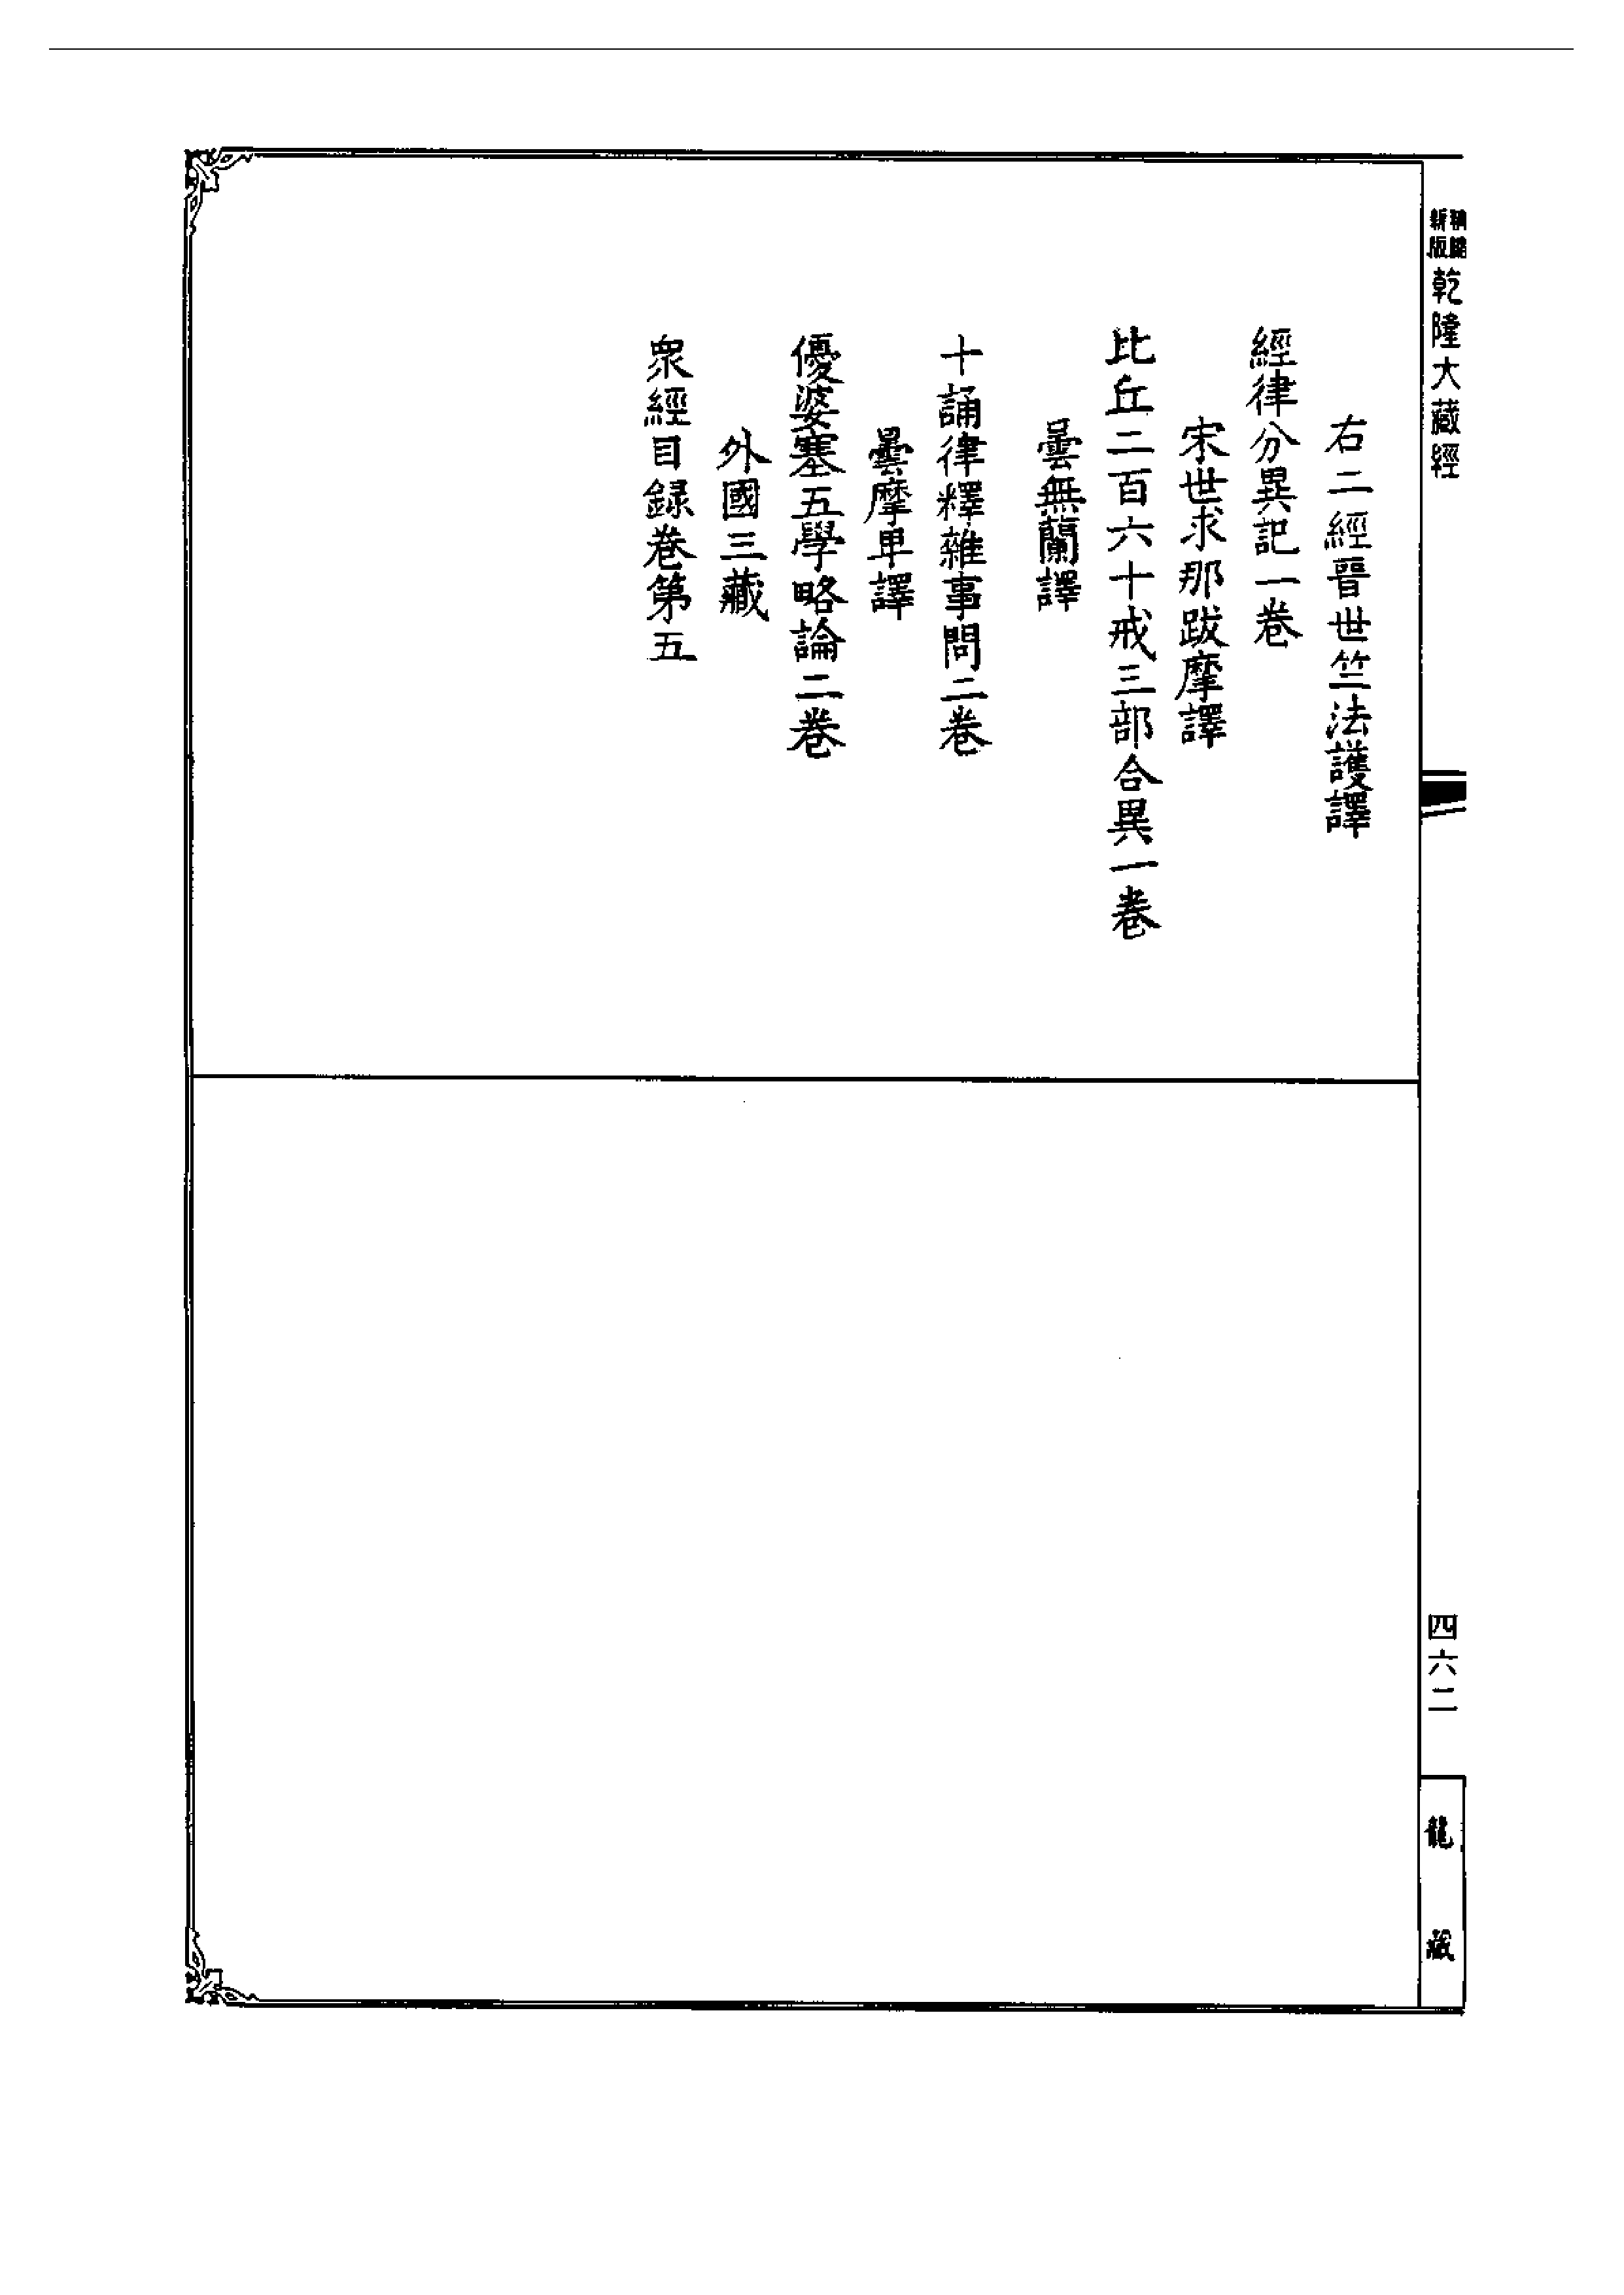 新版
乾隆大藏經
右二經晉世竺法護譯
經律分異記一卷
宋世求那跋摩譯
比丘二百六十戒三部合異一卷
曇無蘭譯
十誦律釋雜事問二卷
曇摩卑譯
優婆塞五學略論二卷
外國三藏
眾經目録卷第五
四六二
龍藏